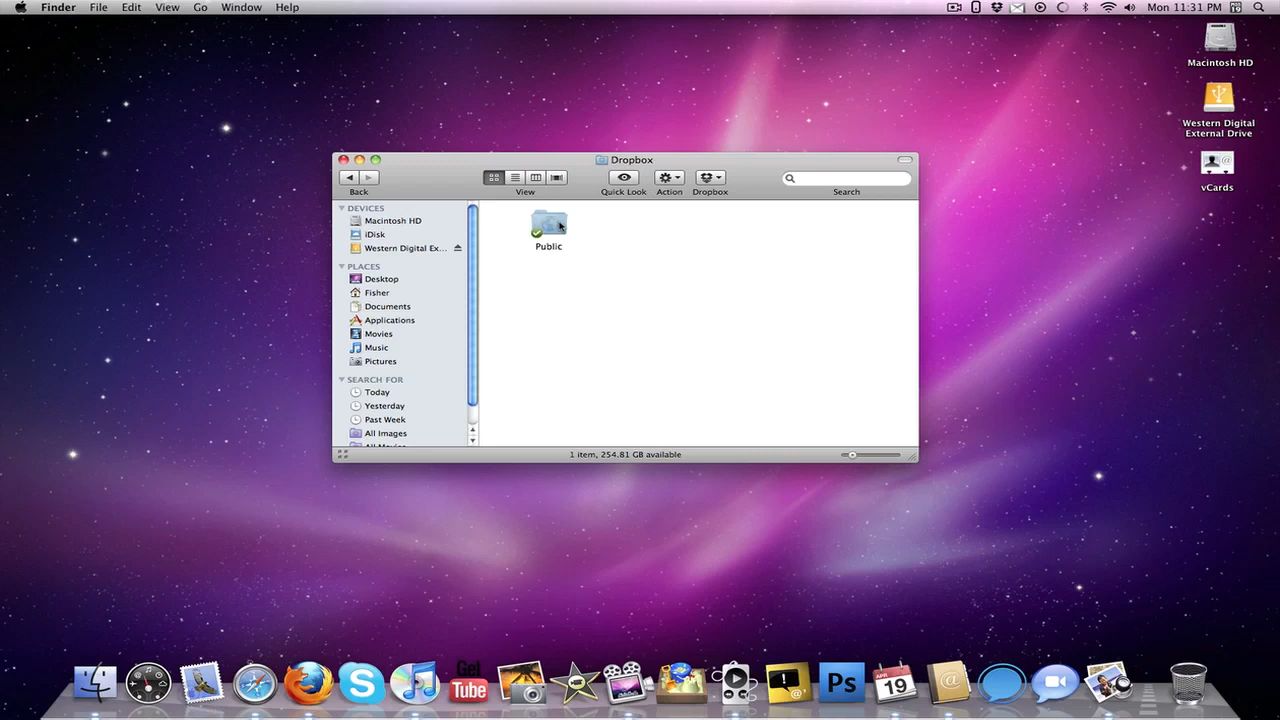 Finder File Edit View Go Window Help Mon 11:31 PM
Macintosh HD
Western Digital
External Drive
vCards
Dropbox
Back View Quick Look Action Dropbox Search
DEVICES
Macintosh HD
iDisk
Western Digital Ex...
PLACES
Desktop
Fisher
Documents
Applications
Movies
Music
Pictures
SEARCH FOR
Today
Yesterday
Past Week
All Images
Public
1 item, 254.81 GB available
Get
Tube
Ps
APR
19